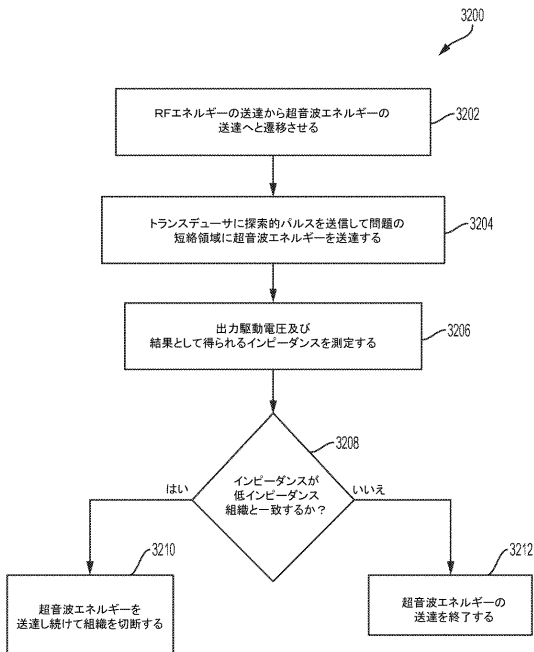 3200
RFエネルギーの送達から超音波エネルギーの
送達へと遷移させる
3202
トランスデューサに探索的パルスを送信して問題の
短絡領域に超音波エネルギーを送達する
3204
出力駆動電圧及び
結果として得られるインピーダンスを測定する
3206
3208
インピーダンスが
低インピーダンス
組織と一致するか？
はい
いいえ
3210
超音波エネルギーを
送達し続けて組織を切断する
3212
超音波エネルギーの
送達を終了する